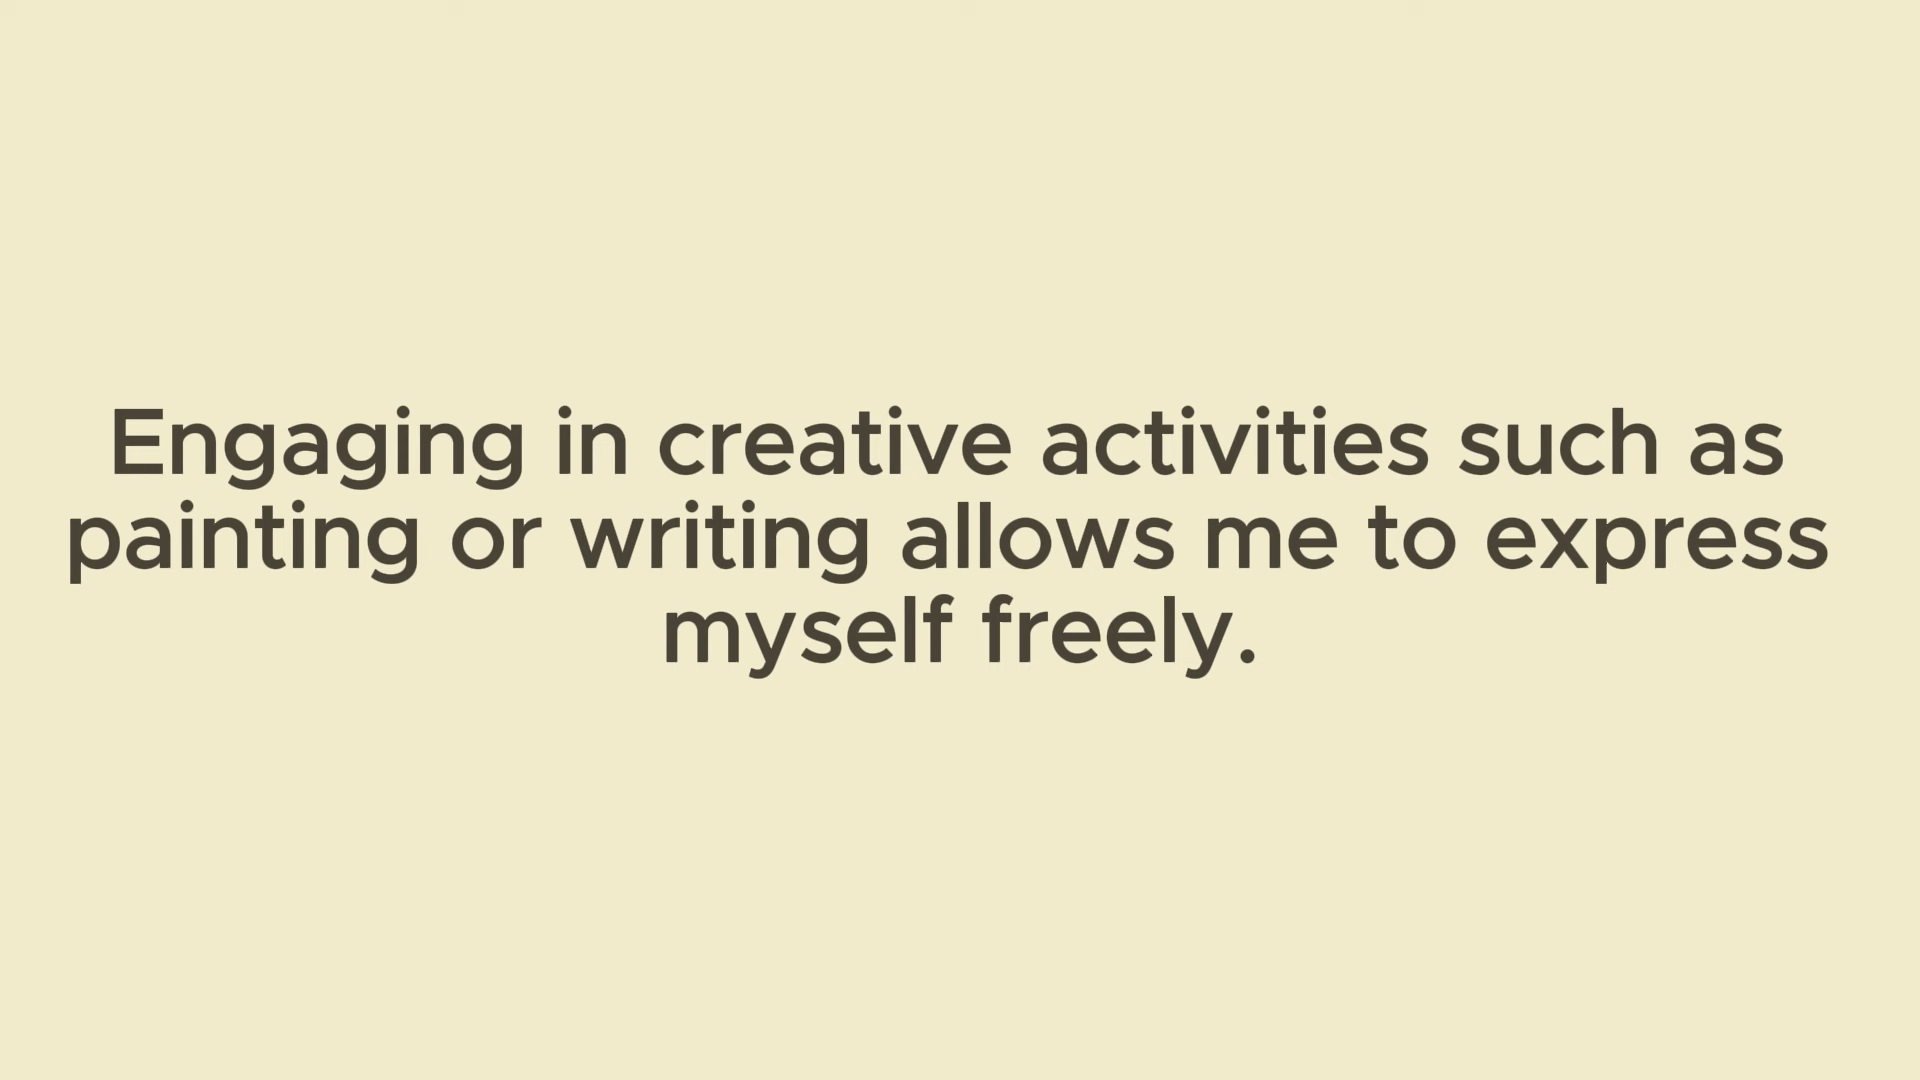 Engaging in creative activities such as
painting or writing allows me to express
myself freely.